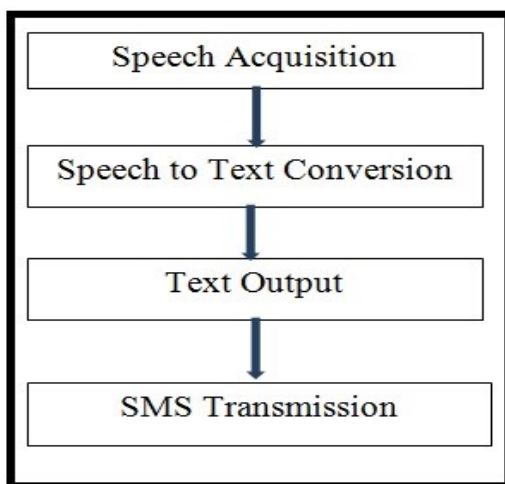 Speech Acquisition
Speech to Text Conversion
Text Output
SMS Transmission